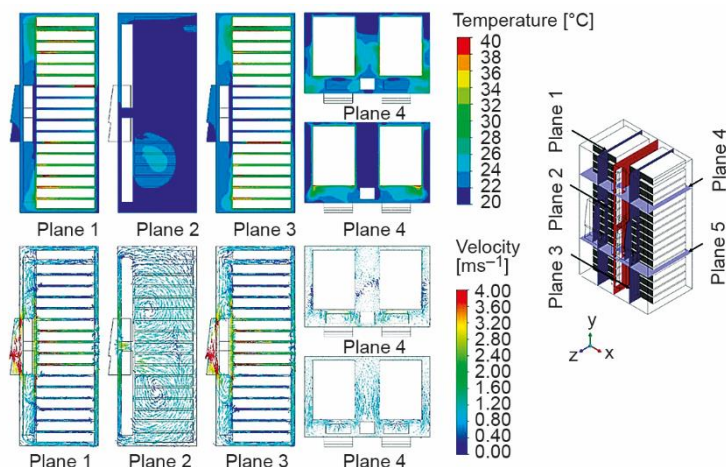 Temperature [°C]
40
38
36
34
32
30
28
26
24
22
20
Plane 4
Plane 1
Plane 2
Plane 3
Plane 4
Velocity
[ms–1]
4.00
3.60
3.20
2.80
2.40
2.00
1.60
1.20
0.80
0.40
0.00
Plane 4
Plane 1
Plane 2
Plane 3
Plane 4
Plane 1
Plane 2
Plane 3
Plane 4
Plane 5
y
z
x